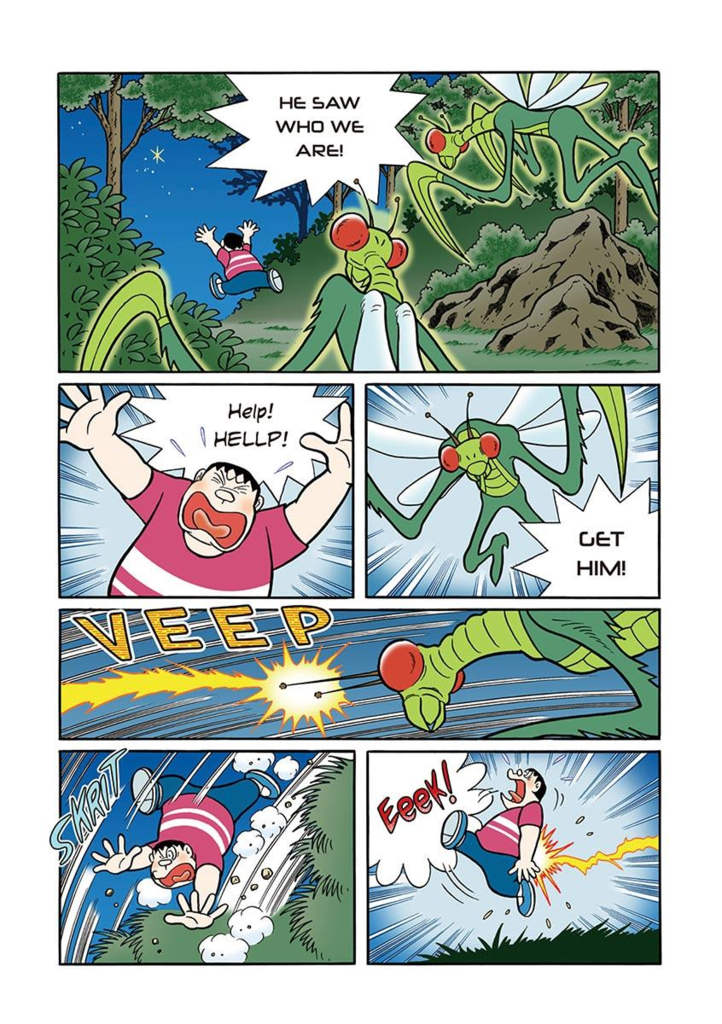 HE SAW
WHO WE
ARE!
Help!
HELLP!
GET
HIM!
VEEP
SKRIT
EeeK!